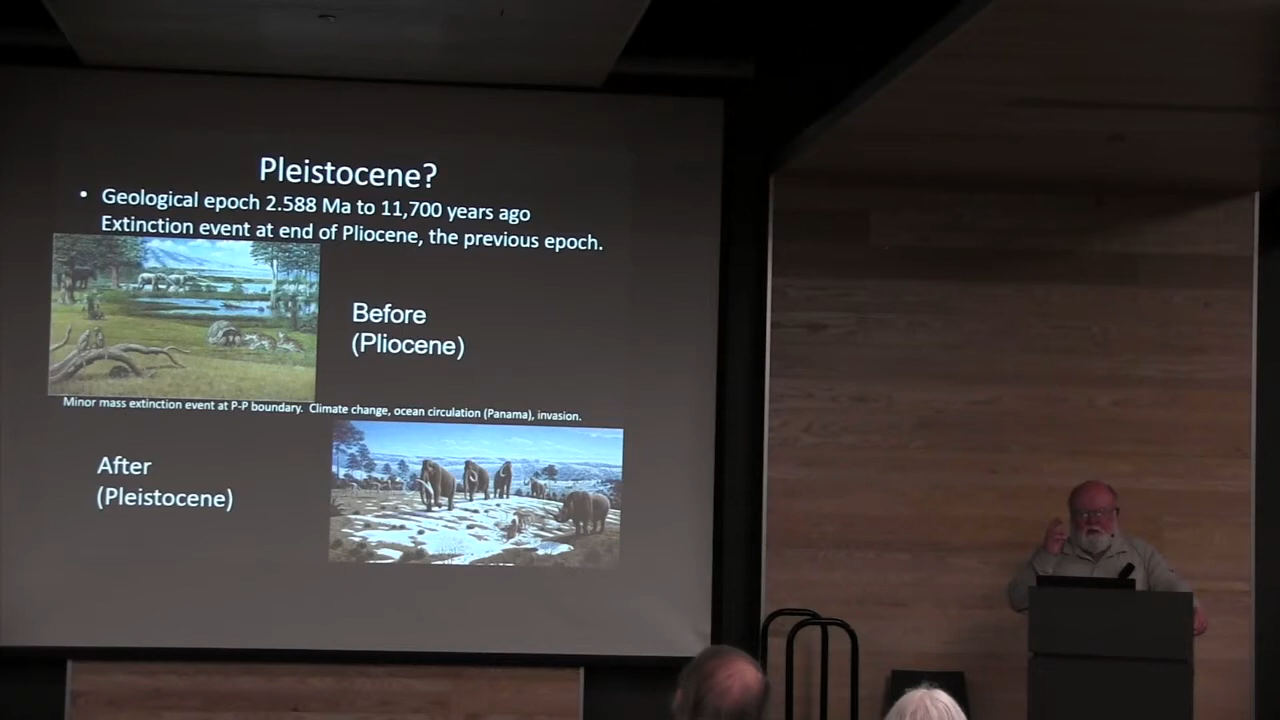 Pleistocene?
• Geological epoch 2.588 Ma to 11,700 years ago
Extinction event at end of Pliocene, the previous epoch.
Before
(Pliocene)
Minor mass extinction event at P-P boundary. Climate change, ocean circulation (Panama), invasion.
After
(Pleistocene)